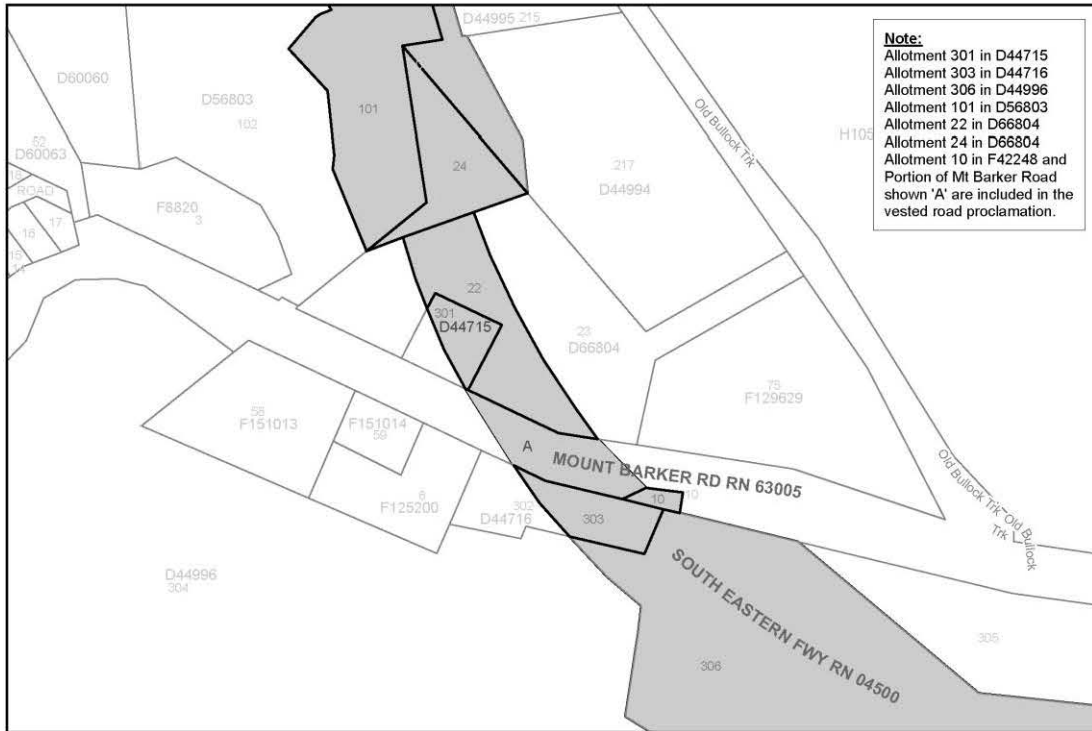 D44995 215
D60060
D56803
102
101
Old Bullock Trk
H105
Note:
Allotment 301 in D44715
Allotment 303 in D44716
Allotment 306 in D44996
Allotment 101 in D56803
Allotment 22 in D66804
Allotment 24 in D66804
Allotment 10 in F42248 and
Portion of Mt Barker Road
shown 'A' are included in the
vested road proclamation.
52
D60063
18
ROAD
17
16
15
14
F8820
3
24
217
D44994
22
301
D44715
23
D66804
75
F129629
58
F151013
F151014
59
A
MOUNT BARKER RD RN 63005
10
10
6
F125200
302
D44716
303
Old Bullock Trk
Old Bullock
Trk
D44996
304
SOUTH EASTERN FWY RN 04500
305
306